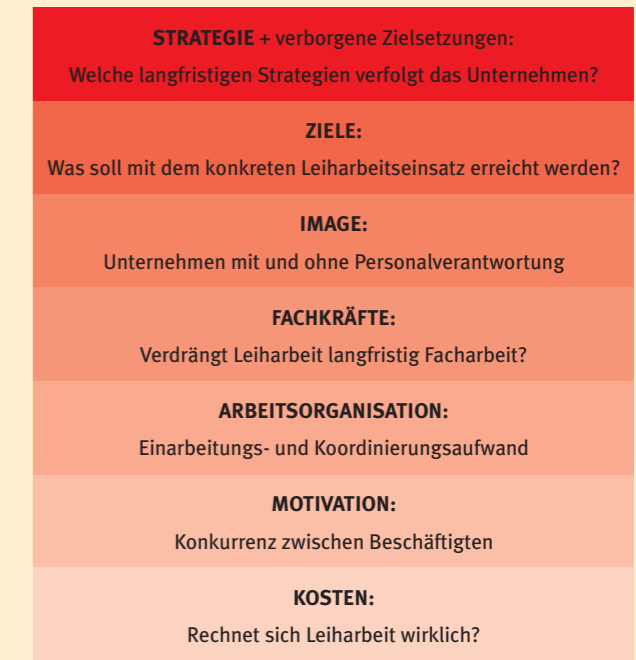 STRATEGIE + verborgene Zielsetzungen:
Welche langfristigen Strategien verfolgt das Unternehmen?
ZIELE:
Was soll mit dem konkreten Leiharbeitseinsatz erreicht werden?
IMAGE:
Unternehmen mit und ohne Personalverantwortung
FACHKRÄFTE:
Verdrängt Leiharbeit langfristig Facharbeit?
ARBEITSORGANISATION:
Einarbeitungs- und Koordinierungsaufwand
MOTIVATION:
Konkurrenz zwischen Beschäftigten
KOSTEN:
Rechnet sich Leiharbeit wirklich?